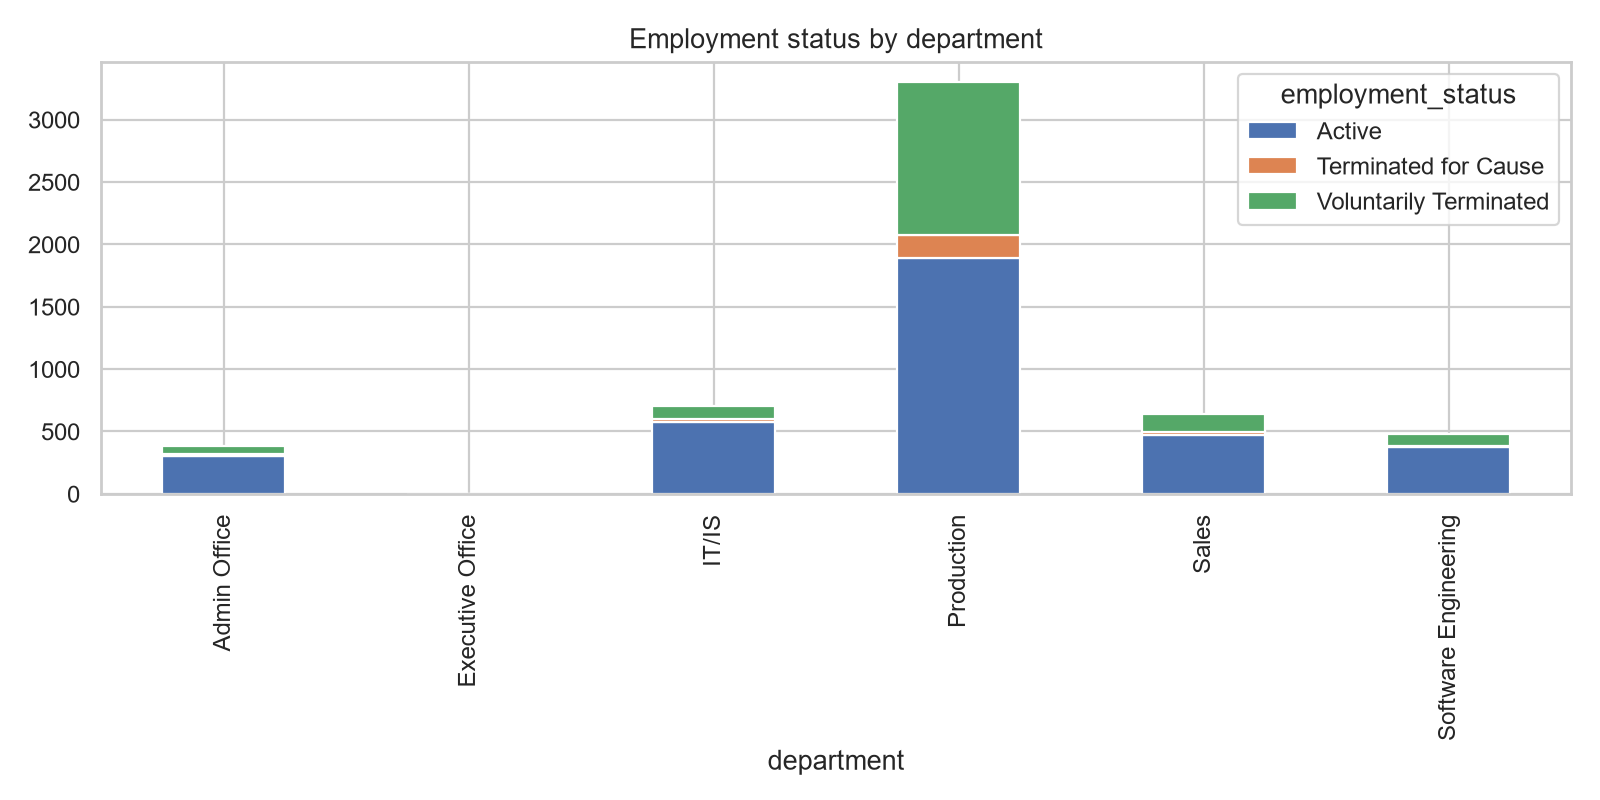 Employment status by department
employment_status
Active
Terminated for Cause
Voluntarily Terminated
3000
2500
2000
1500
1000
500
0
Admin Office
Executive Office
IT/IS
Production
Sales
Software Engineering
department